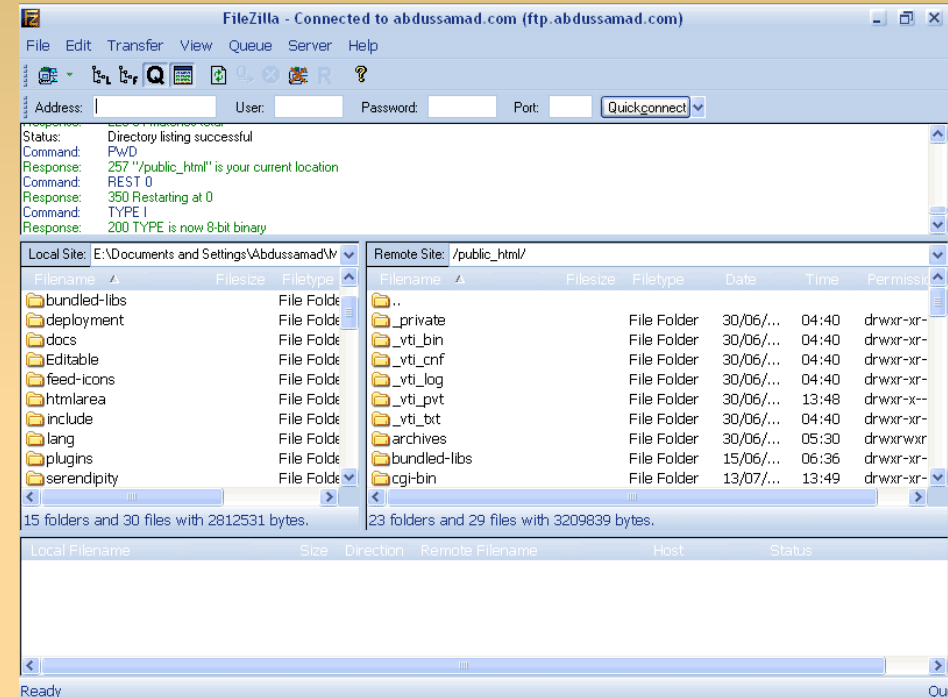 FileZilla - Connected to abdussamad.com (ftp.abdussamad.com)
File Edit Transfer View Queue Server Help
Address: User: Password: Port: Quickconnect
Status: Directory listing successful
Command: PWD
Response: 257 "/public_html" is your current location
Command: REST 0
Response: 350 Restarting at 0
Command: TYPE I
Response: 200 TYPE is now 8-bit binary
Local Site: E:\Documents and Settings\Abdussamad\M
Filename Filesize Filetype
bundled-libs File Folde
deployment File Folde
docs File Folde
Editable File Folde
feed-icons File Folde
htmlarea File Folde
include File Folde
lang File Folde
plugins File Folde
serendipity File Folde
15 folders and 30 files with 2812531 bytes.
Remote Site: /public_html/
Filename Filesize Filetype Date Time Permissi
..
_private File Folder 30/06/... 04:40 drwxr-xr-
_vti_bin File Folder 30/06/... 04:40 drwxr-xr-
_vti_cnf File Folder 30/06/... 04:40 drwxr-xr-
_vti_log File Folder 30/06/... 04:40 drwxr-xr-
_vti_pvt File Folder 30/06/... 13:48 drwxr-x--
_vti_txt File Folder 30/06/... 04:40 drwxr-xr-
archives File Folder 30/06/... 05:30 drwxrwxr
bundled-libs File Folder 15/06/... 06:36 drwxr-xr-
cgi-bin File Folder 13/07/... 13:49 drwxr-xr-
23 folders and 29 files with 3209839 bytes.
Local Filename Size Direction Remote Filename Host Status
Ready Qu